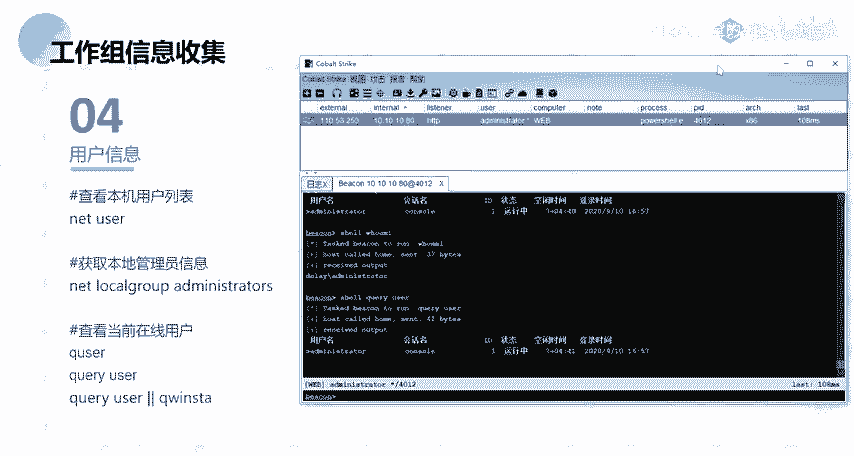 工作组信息收集
04
用户信息
#查看本机用户列表
net user
#获取本地管理员信息
net localgroup administrators
#查看当前在线用户
quser
query user
query user || qwinsta
Cobalt Strike
Cobalt Strike 视图 攻击 报告 帮助
external internal listener user computer note process pid arch last
110.53.253 10.10.10.80 http administrator * WEB powershell.e 4012 x86 108ms
日志X Beacon 10.10.10.80@4012 X
用户名 会话名 ID 状态 空闲时间 登录时间
>administrator console 1 运行中 2020/9/10 16:57
beacon> shell whoami
[*] Tasked beacon to run: whoami
[+] host called home, sent: 37 bytes
[+] received output:
delay\administrator
beacon> shell query user
[*] Tasked beacon to run: query user
[+] host called home, sent: 42 bytes
[+] received output:
用户名 会话名 ID 状态 空闲时间 登录时间
>administrator console 1 运行中 2020/9/10 16:57
[WEB] administrator */4012 last: 108ms
beacon>